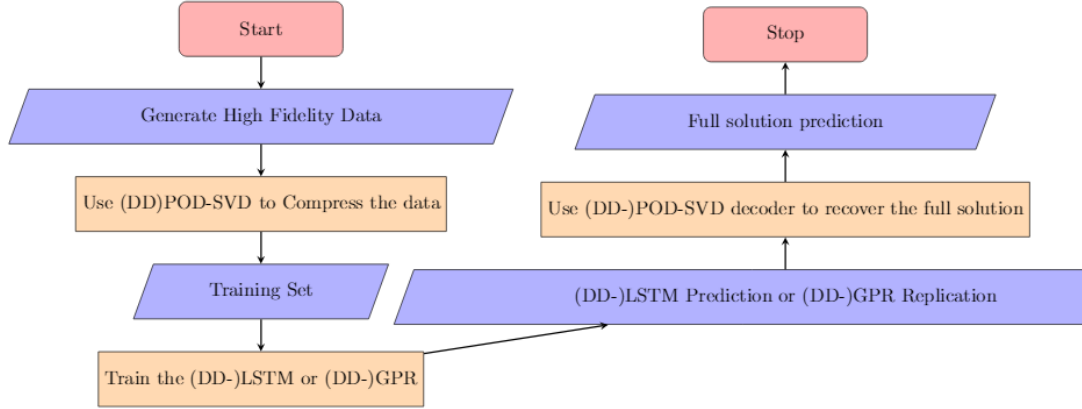 Start
Generate High Fidelity Data
Use (DD)POD-SVD to Compress the data
Training Set
Train the (DD-)LSTM or (DD-)GPR
(DD-)LSTM Prediction or (DD-)GPR Replication
Use (DD-)POD-SVD decoder to recover the full solution
Full solution prediction
Stop